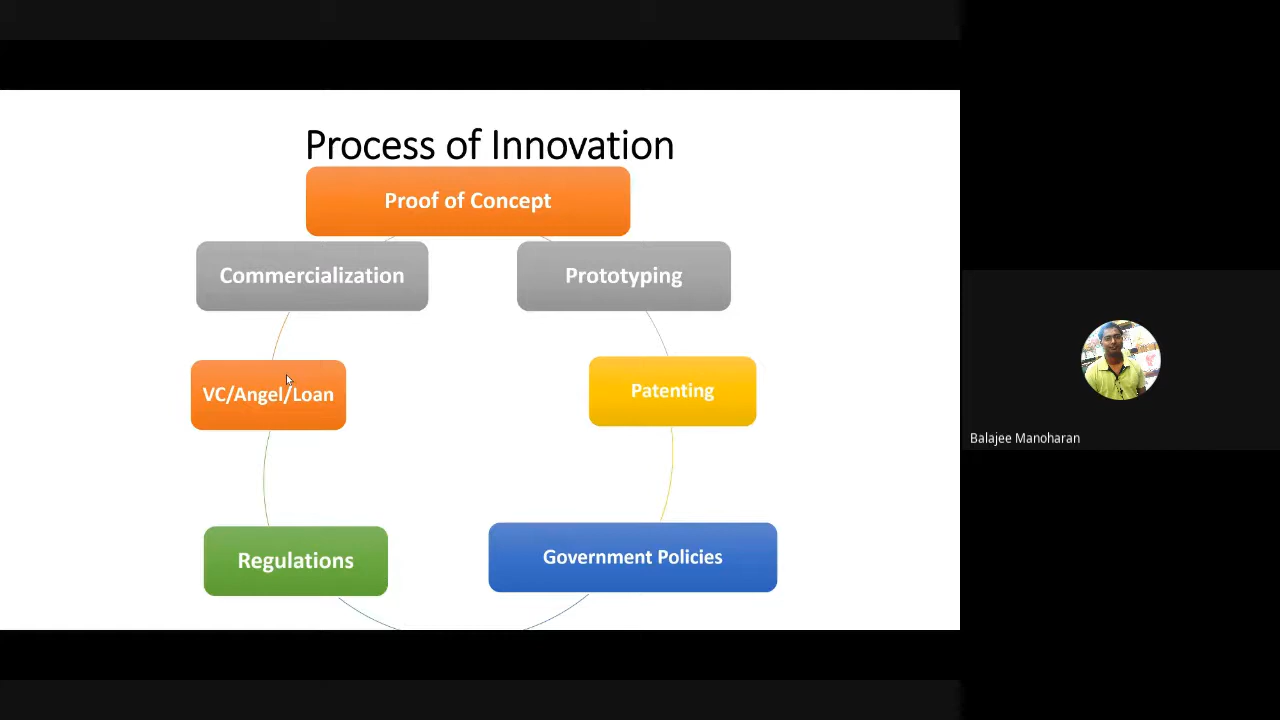 Process of Innovation
Proof of Concept
Commercialization
Prototyping
VC/Angel/Loan
Patenting
Regulations
Government Policies
Balajee Manoharan